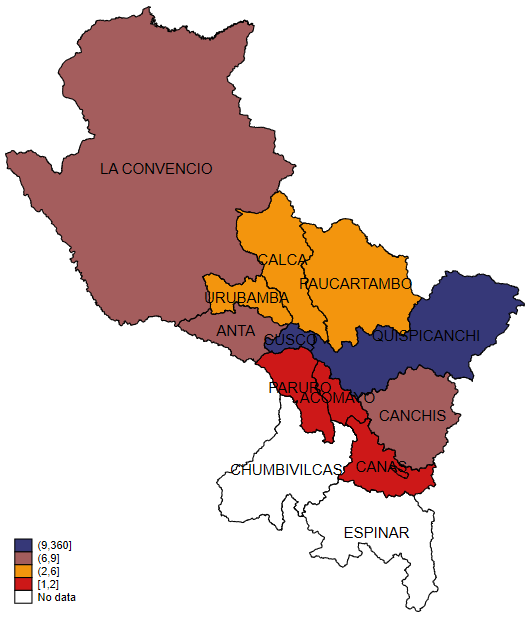 LA CONVENCIO
CALCA
PAUCARTAMBO
URUBAMBA
ANTA
CUSCO
QUISPICANCHI
PARURO
ACOMAYO
CANCHIS
CHUMBIVILCAS
CANAS
ESPINAR
(9,360]
(6,9]
(2,6]
[1,2]
No data